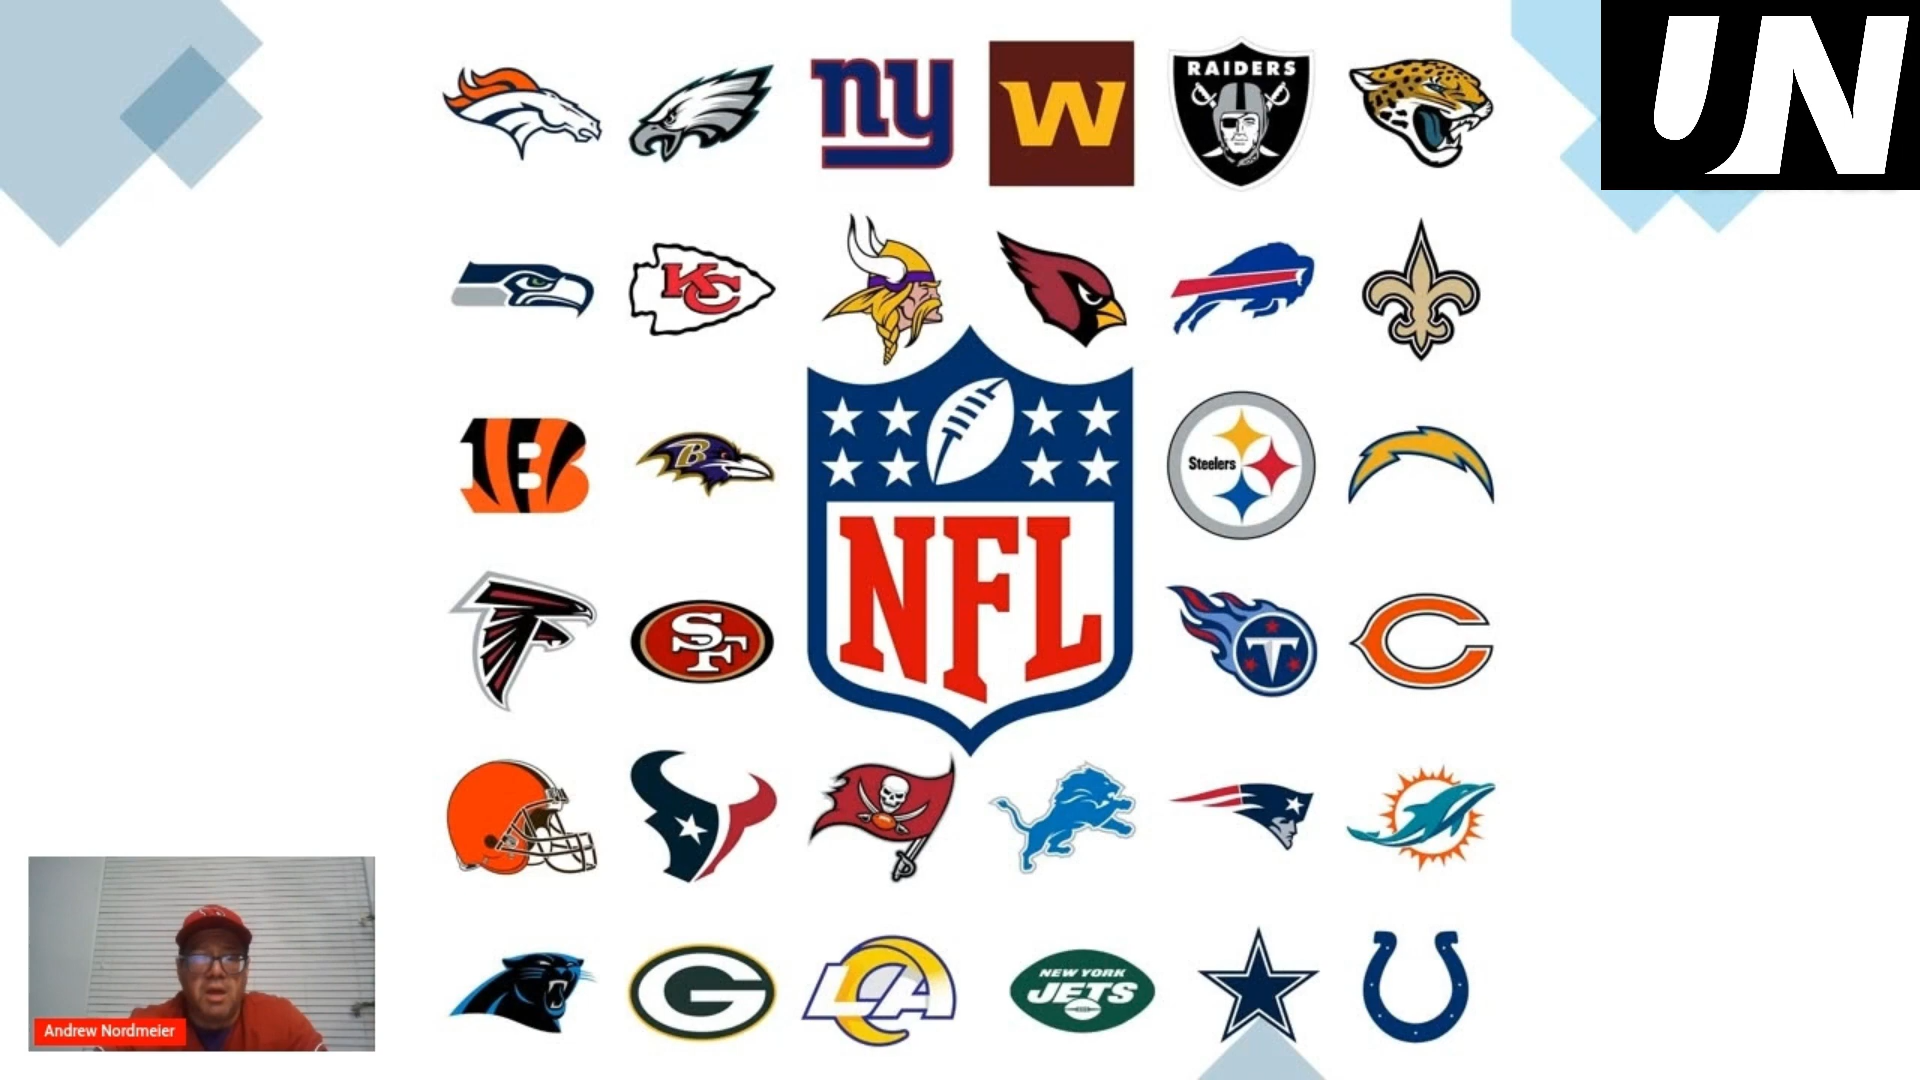 ny
W
RAIDERS
UN
KC
B
B
Steelers
SF
NFL
T
C
G
LA
NEW YORK
JETS
Andrew Nordmeier